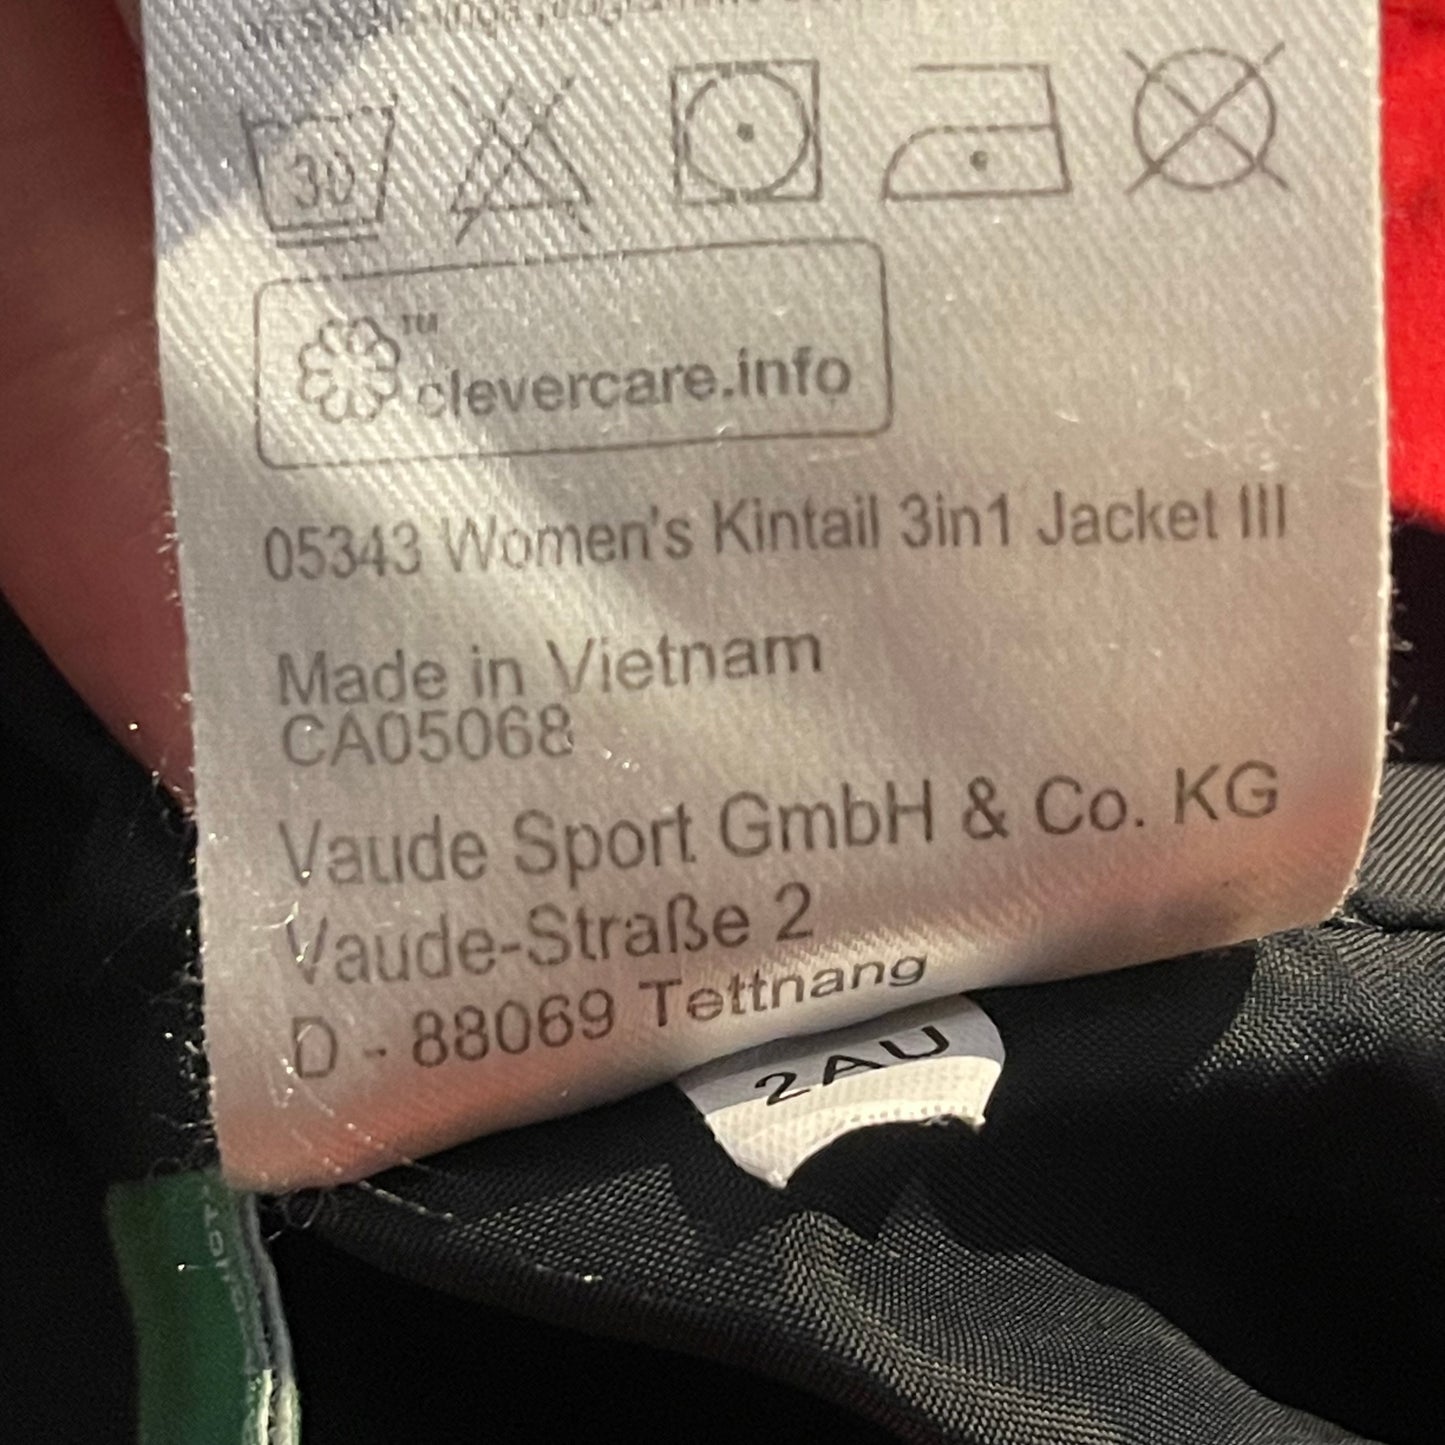 30
™
clevercare.info
05343 Women's Kintail 3in1 Jacket III
Made in Vietnam
CA05068
Vaude Sport GmbH & Co. KG
Vaude-Straße 2
D - 88069 Tettnang
2AU